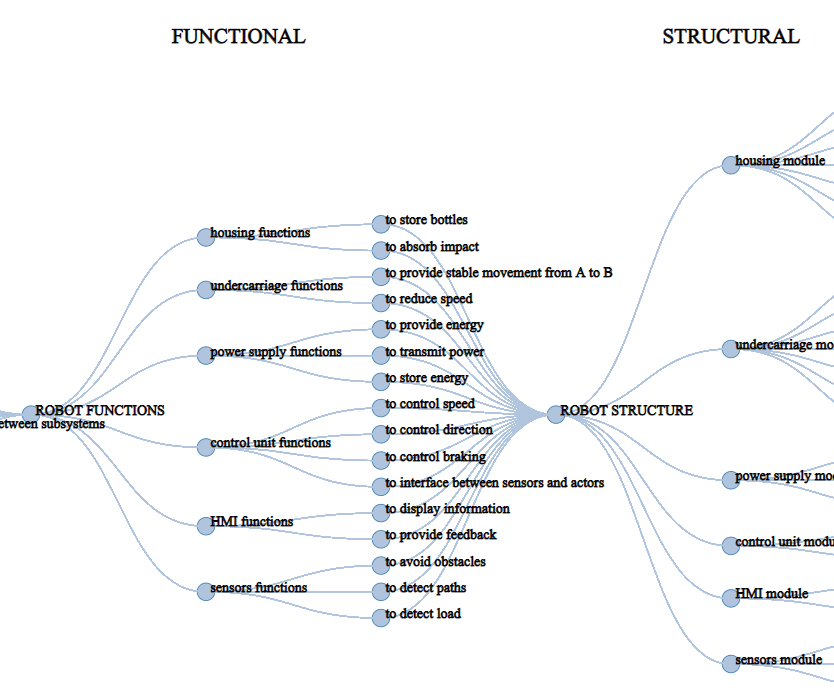 FUNCTIONAL
STRUCTURAL
ROBOT FUNCTIONS
between subsystems
housing functions
undercarriage functions
power supply functions
control unit functions
HMI functions
sensors functions
to store bottles
to absorb impact
to provide stable movement from A to B
to reduce speed
to provide energy
to transmit power
to store energy
to control speed
to control direction
to control braking
to interface between sensors and actors
to display information
to provide feedback
to avoid obstacles
to detect paths
to detect load
ROBOT STRUCTURE
housing module
undercarriage mo
power supply mo
control unit modu
HMI module
sensors module